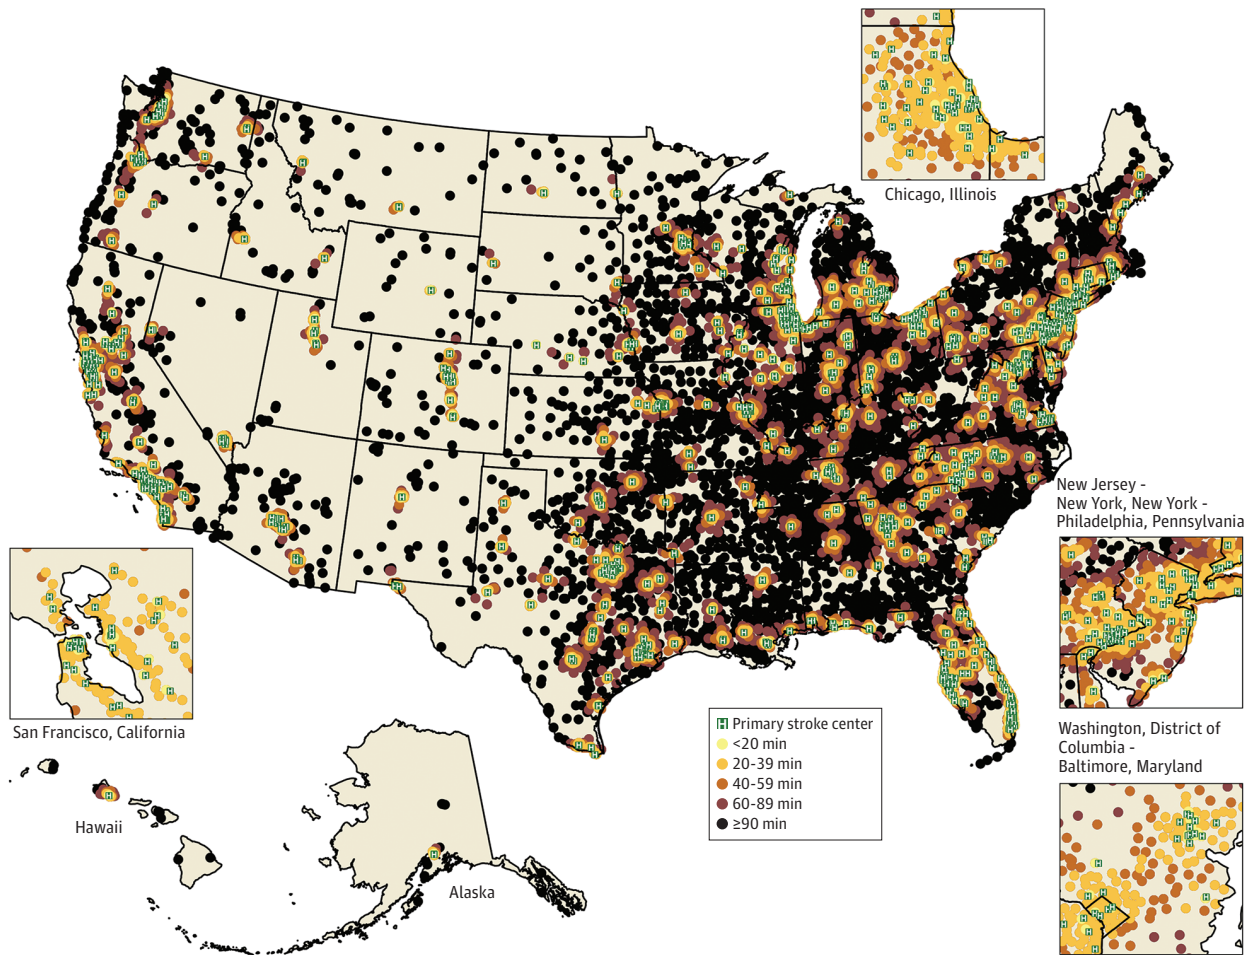 Chicago, Illinois
New Jersey -
New York, New York -
Philadelphia, Pennsylvania
San Francisco, California
Washington, District of
Columbia -
Baltimore, Maryland
H Primary stroke center
<20 min
20-39 min
40-59 min
60-89 min
≥90 min
Hawaii
Alaska